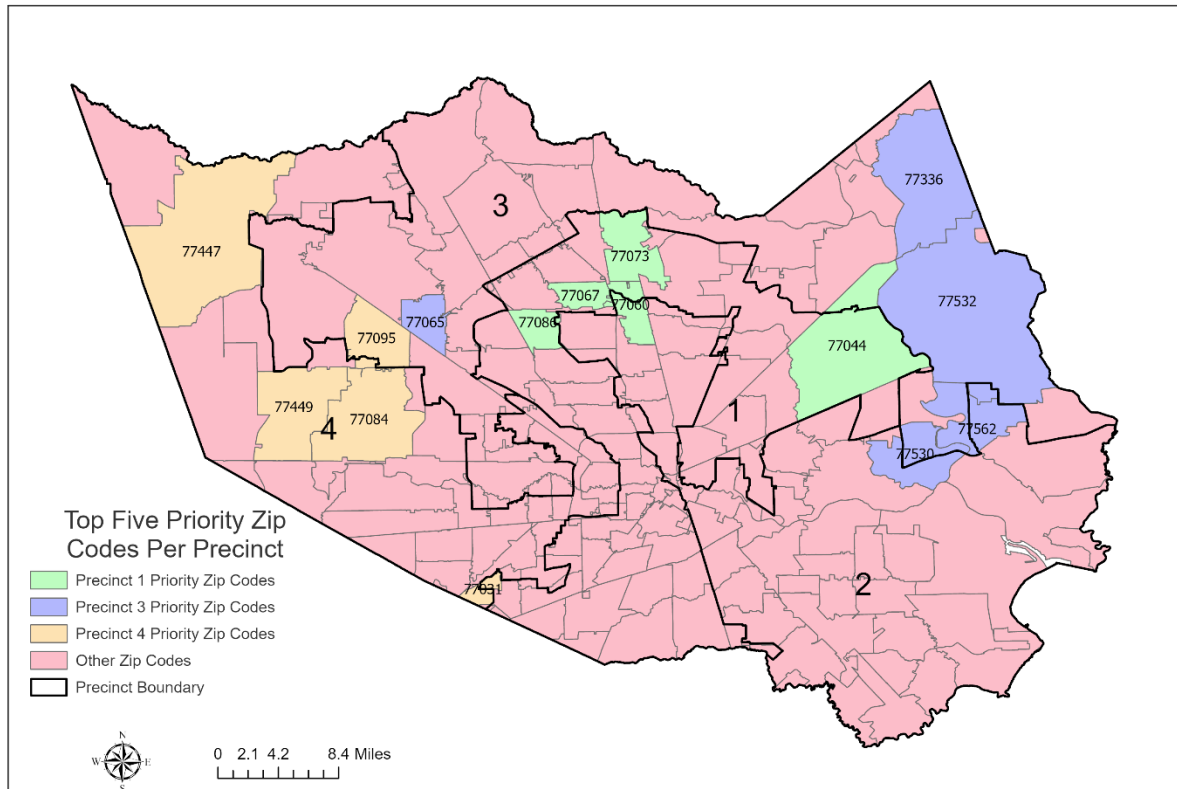 3
77336
77447
77073
77067
77060
77532
77065
77086
77095
77044
77449
77084
4
1
77562
77530
Top Five Priority Zip
Codes Per Precinct
Precinct 1 Priority Zip Codes
Precinct 3 Priority Zip Codes
Precinct 4 Priority Zip Codes
Other Zip Codes
Precinct Boundary
77031
2
N
W E
S
0 2.1 4.2 8.4 Miles